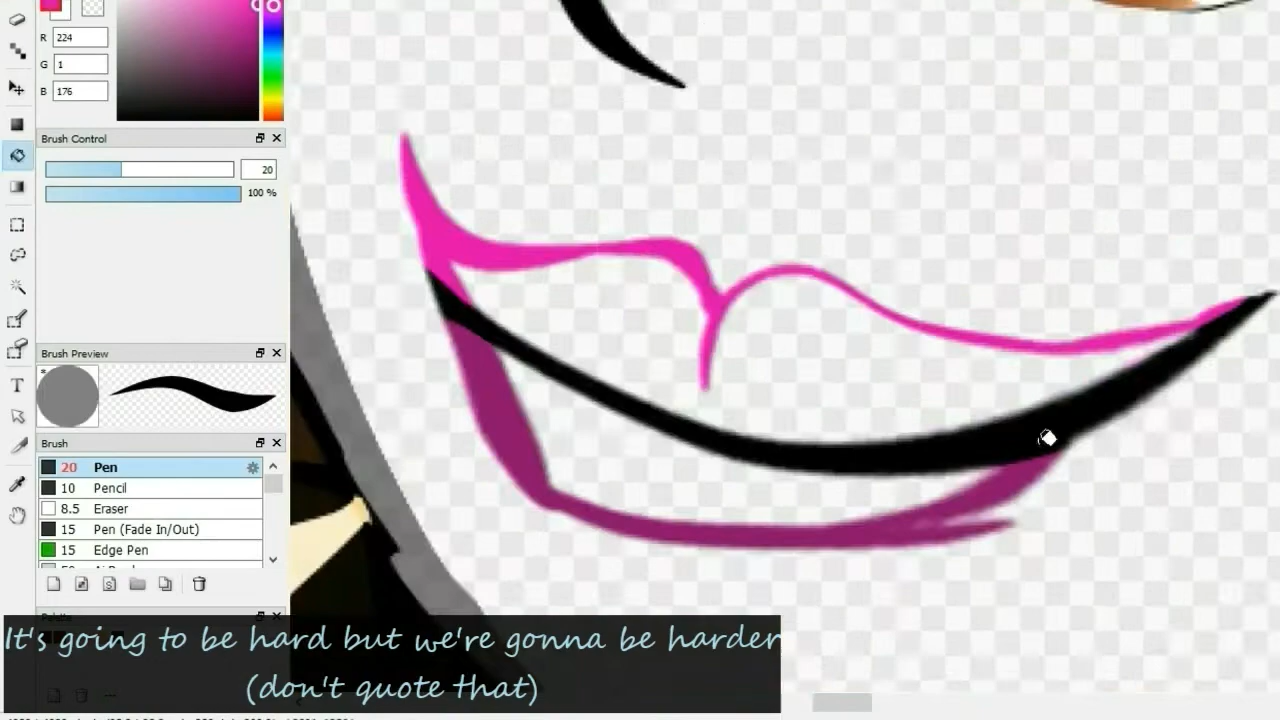 R 224
G 1
B 176
Brush Control
20
100 %
Brush Preview
*
Brush
20 Pen
10 Pencil
8.5 Eraser
15 Pen (Fade In/Out)
15 Edge Pen
T
It's going to be hard but we're gonna be harder
(don't quote that)